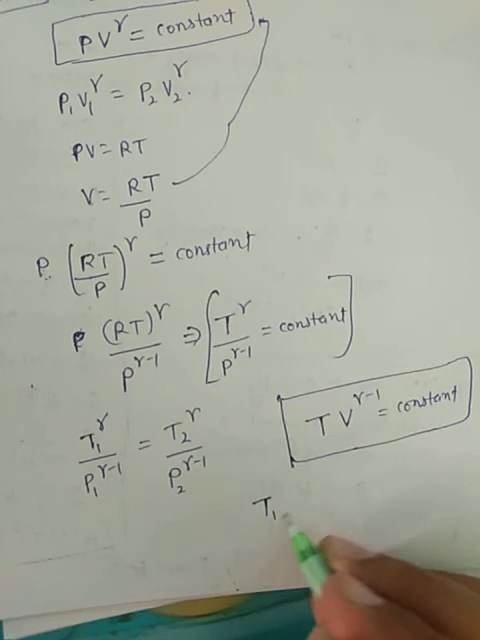 PV^γ = constant
P₁V₁^γ = P₂V₂^γ.
PV = RT
V = RT/P
P (RT/P)^γ = constant
P (RT)^γ/P^γ-1 ⇒ [T^γ/P^γ-1 = constant]
T₁^γ/P₁^γ-1 = T₂^γ/P₂^γ-1
TV^γ-1 = constant
T₁